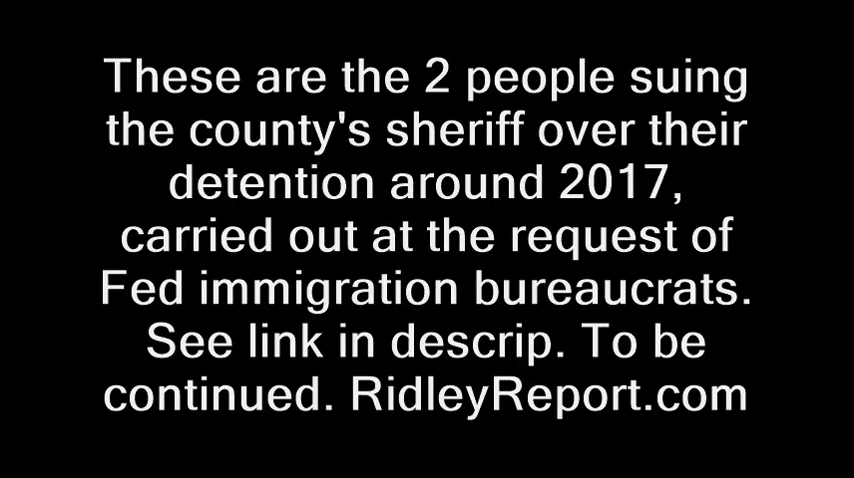 These are the 2 people suing
the county's sheriff over their
detention around 2017,
carried out at the request of
Fed immigration bureaucrats.
See link in descrip. To be
continued. RidleyReport.com